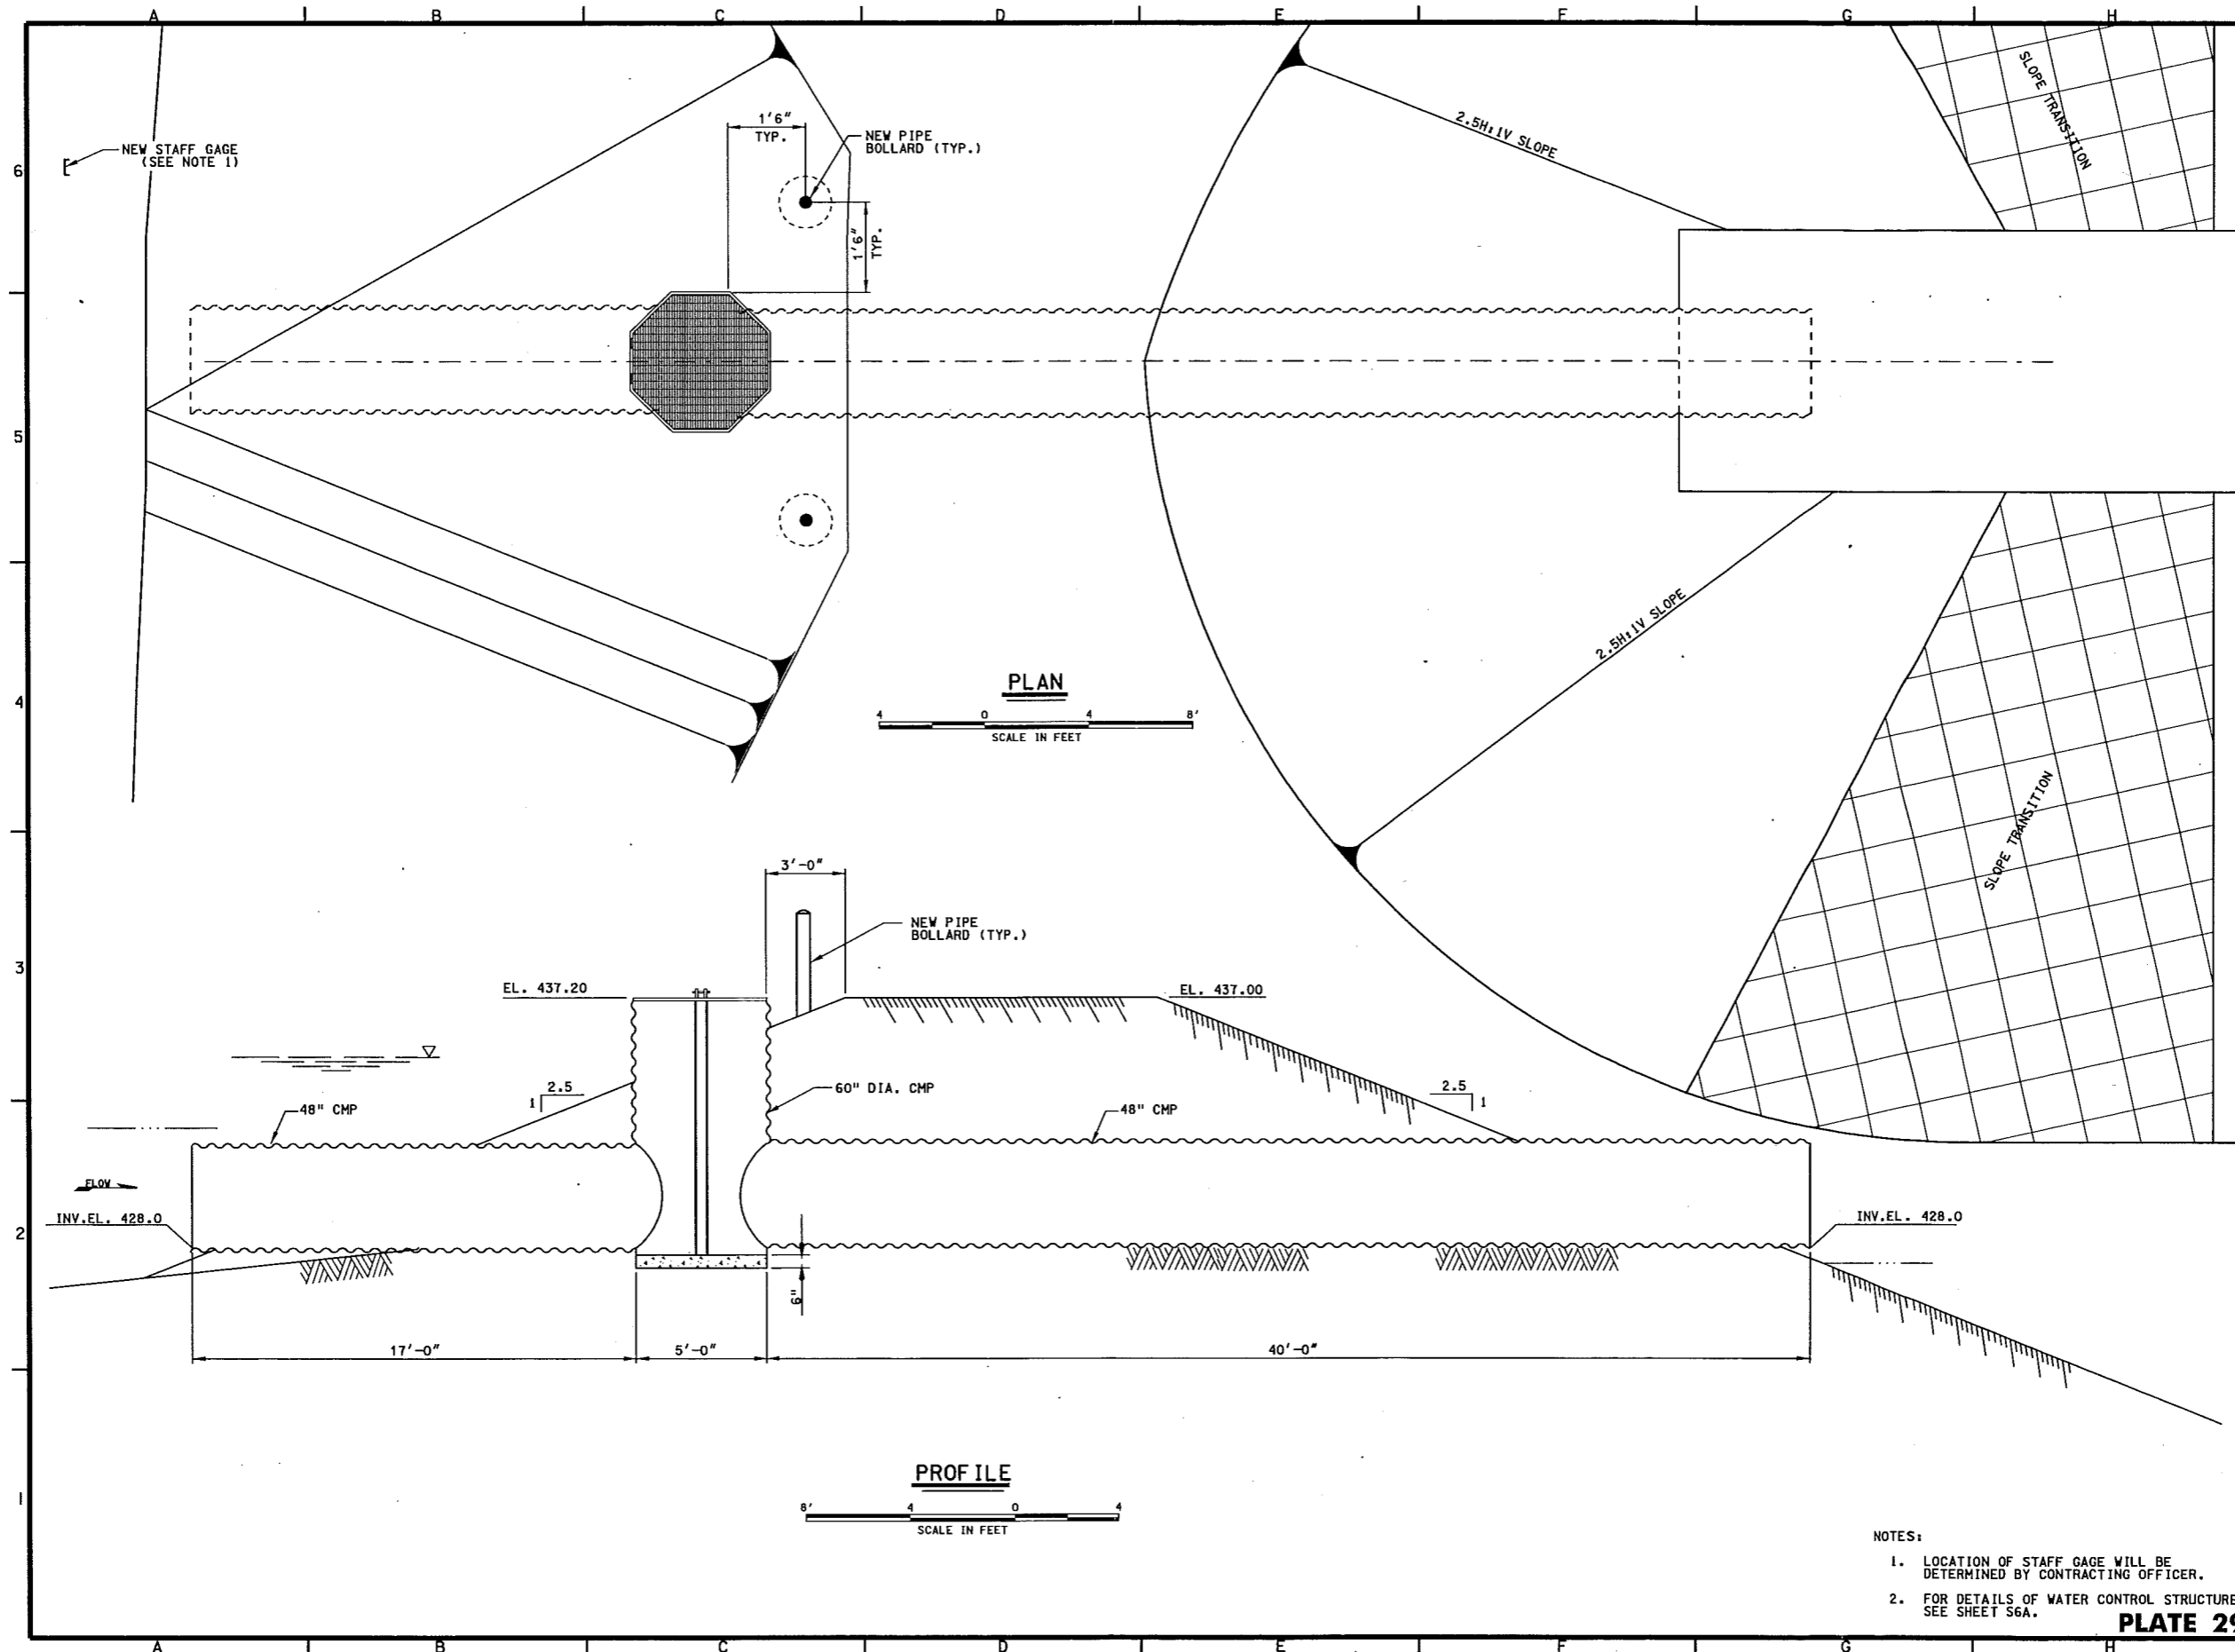 A B C D E F G H
6
5
4
3
2
1
NEW STAFF GAGE
(SEE NOTE 1)
1'6"
TYP.
NEW PIPE
BOLLARD (TYP.)
1'6"
TYP.
2.5H:1V SLOPE
SLOPE TRANSITION
2.5H:1V SLOPE
SLOPE TRANSITION
PLAN
4 0 4 8'
SCALE IN FEET
3'-0"
NEW PIPE
BOLLARD (TYP.)
EL. 437.20
EL. 437.00
2.5
1
60" DIA. CMP
2.5
1
48" CMP
48" CMP
FLOW
INV.EL. 428.0
INV.EL. 428.0
6"
17'-0"
5'-0"
40'-0"
PROFILE
8' 4 0 4
SCALE IN FEET
NOTES:
1. LOCATION OF STAFF GAGE WILL BE
DETERMINED BY CONTRACTING OFFICER.
2. FOR DETAILS OF WATER CONTROL STRUCTURE
SEE SHEET S6A.
PLATE 29
A B C D E F G H